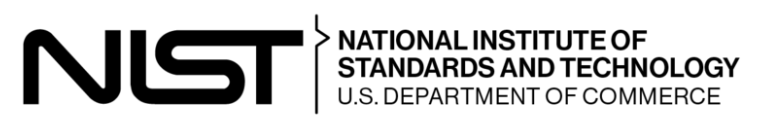 NIST
NATIONAL INSTITUTE OF
STANDARDS AND TECHNOLOGY
U.S. DEPARTMENT OF COMMERCE